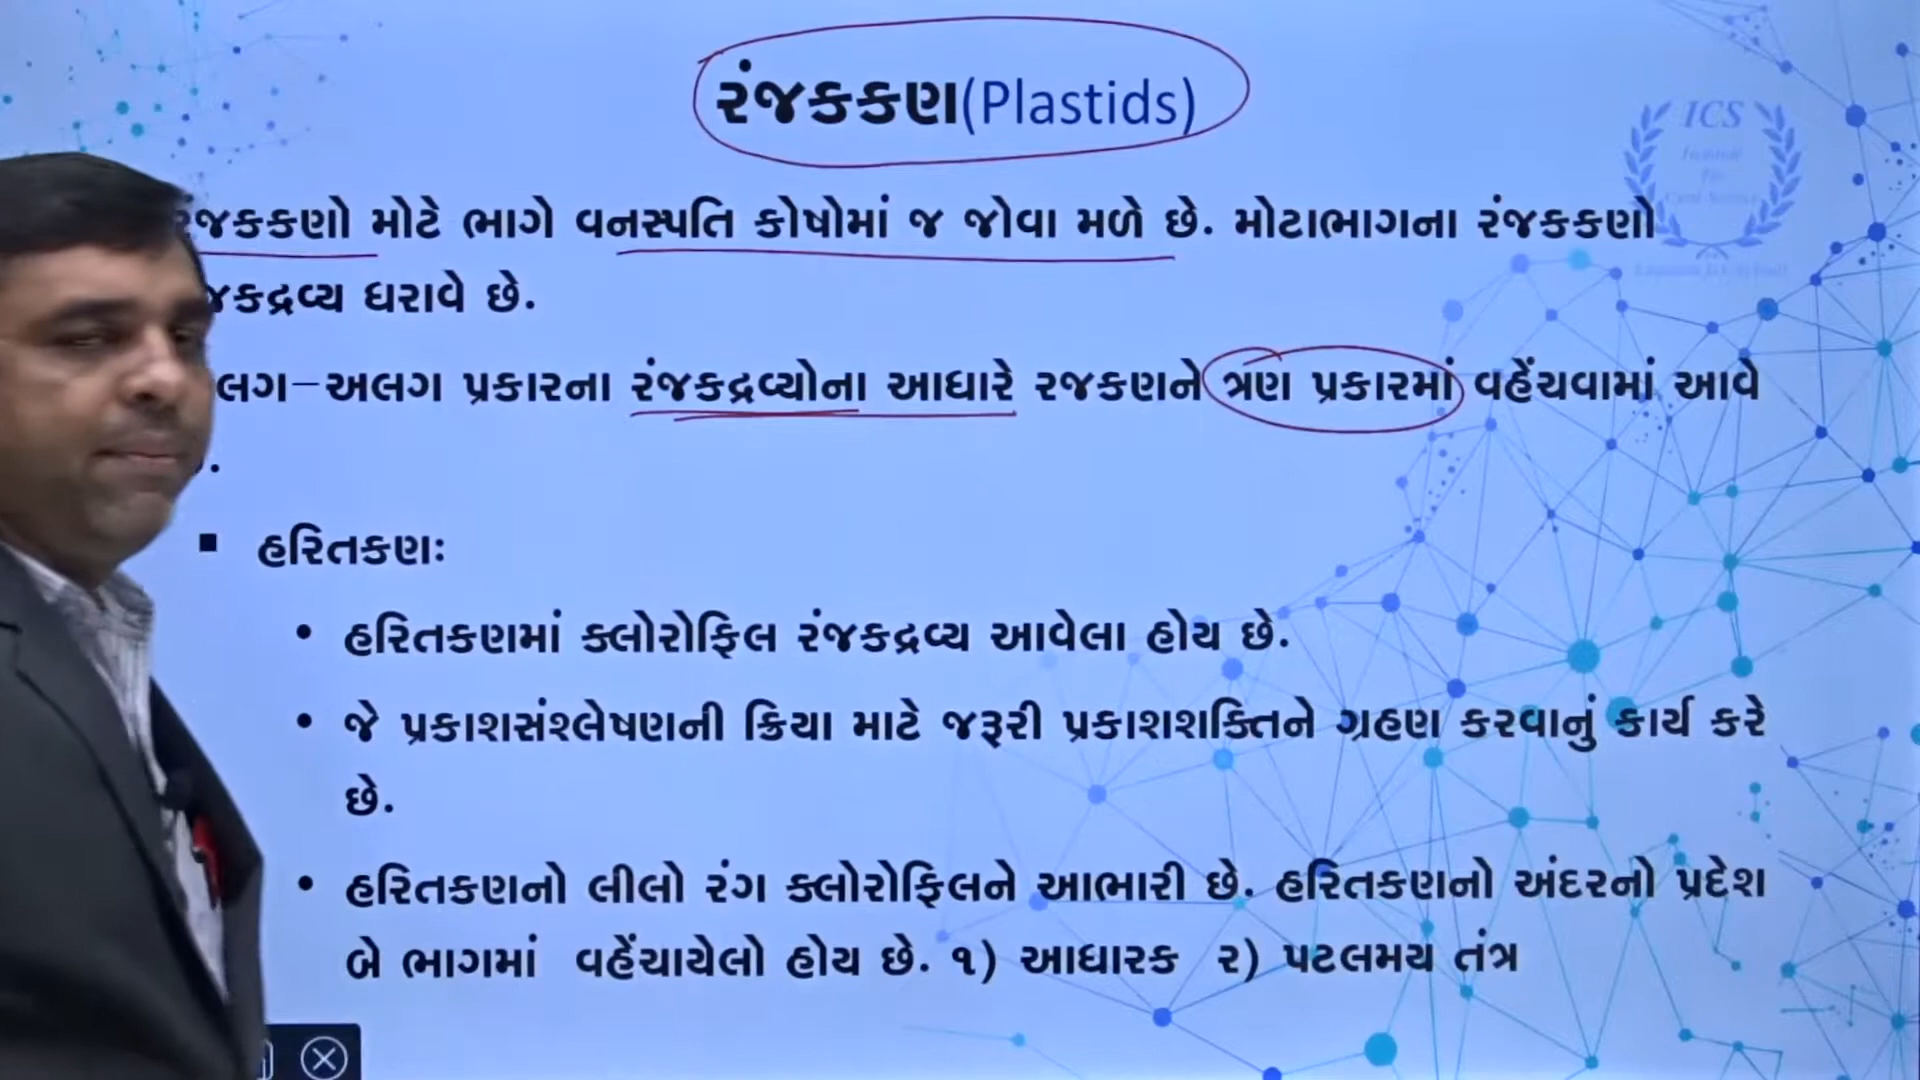 રંજકકણ(Plastids)
ICS
રંજકકણો મોટે ભાગે વનસ્પતિ કોષોમાં જ જોવા મળે છે. મોટાભાગના રંજકકણો
જકદ્રવ્ય ધરાવે છે.
લગ-અલગ પ્રકારના રંજકદ્રવ્યોના આધારે રજકણને ત્રણ પ્રકારમાં વહેંચવામાં આવે
.
▪ હરિતકણઃ
• હરિતકણમાં ક્લોરોફિલ રંજકદ્રવ્ય આવેલા હોય છે.
• જે પ્રકાશસંશ્લેષણની ક્રિયા માટે જરૂરી પ્રકાશશક્તિને ગ્રહણ કરવાનું કાર્ય કરે
છે.
• હરિતકણનો લીલો રંગ ક્લોરોફિલને આભારી છે. હરિતકણનો અંદરનો પ્રદેશ
બે ભાગમાં વહેંચાયેલો હોય છે. ૧) આધારક ૨) પટલમય તંત્ર